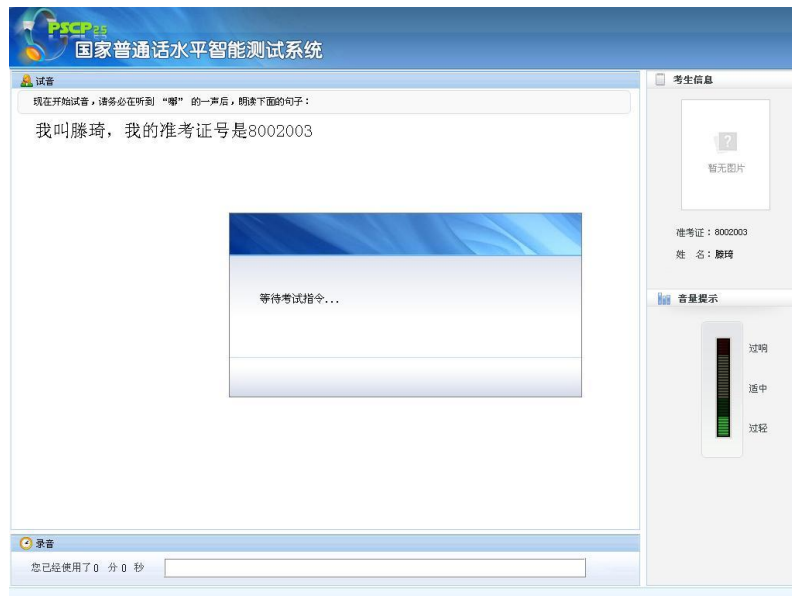 PSCP25
国家普通话水平智能测试系统
试音
现在开始试音，请务必在听到 “嘟” 的一声后，朗读下面的句子：
我叫滕琦，我的准考证号是8002003
等待考试指令...
录音
您已经使用了0 分 0 秒
考生信息
?
暂无图片
准考证：8002003
姓 名：滕琦
音量提示
过响
适中
过轻